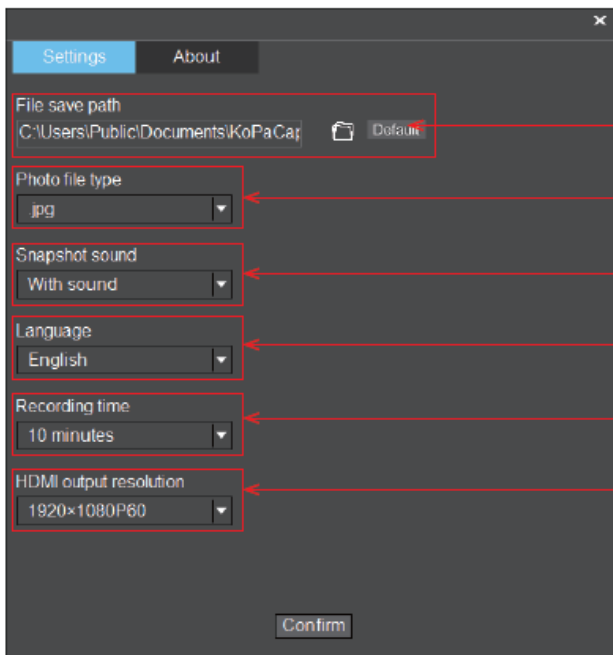 ×
Settings About
File save path
C:\Users\Public\Documents\KoPaCap Default
Photo file type
.jpg
Snapshot sound
With sound
Language
English
Recording time
10 minutes
HDMI output resolution
1920×1080P60
Confirm